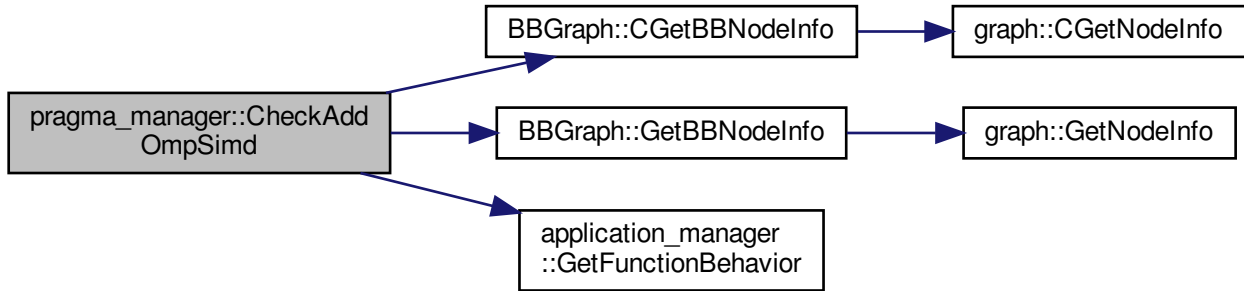 pragma_manager::CheckAdd
OmpSimd
BBGraph::CGetBBNodeInfo
graph::CGetNodeInfo
BBGraph::GetBBNodeInfo
graph::GetNodeInfo
application_manager
::GetFunctionBehavior